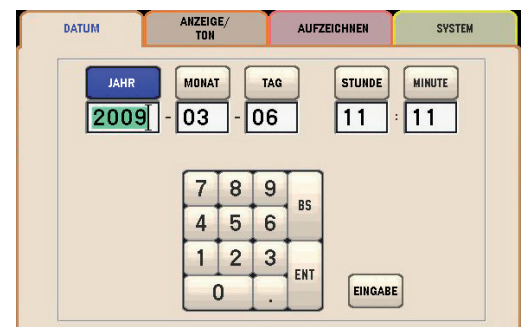 DATUM ANZEIGE/ TON AUFZEICHNEN SYSTEM
JAHR MONAT TAG STUNDE MINUTE
2009 - 03 - 06 11 : 11
7 8 9 BS
4 5 6
1 2 3 ENT
0 . EINGABE